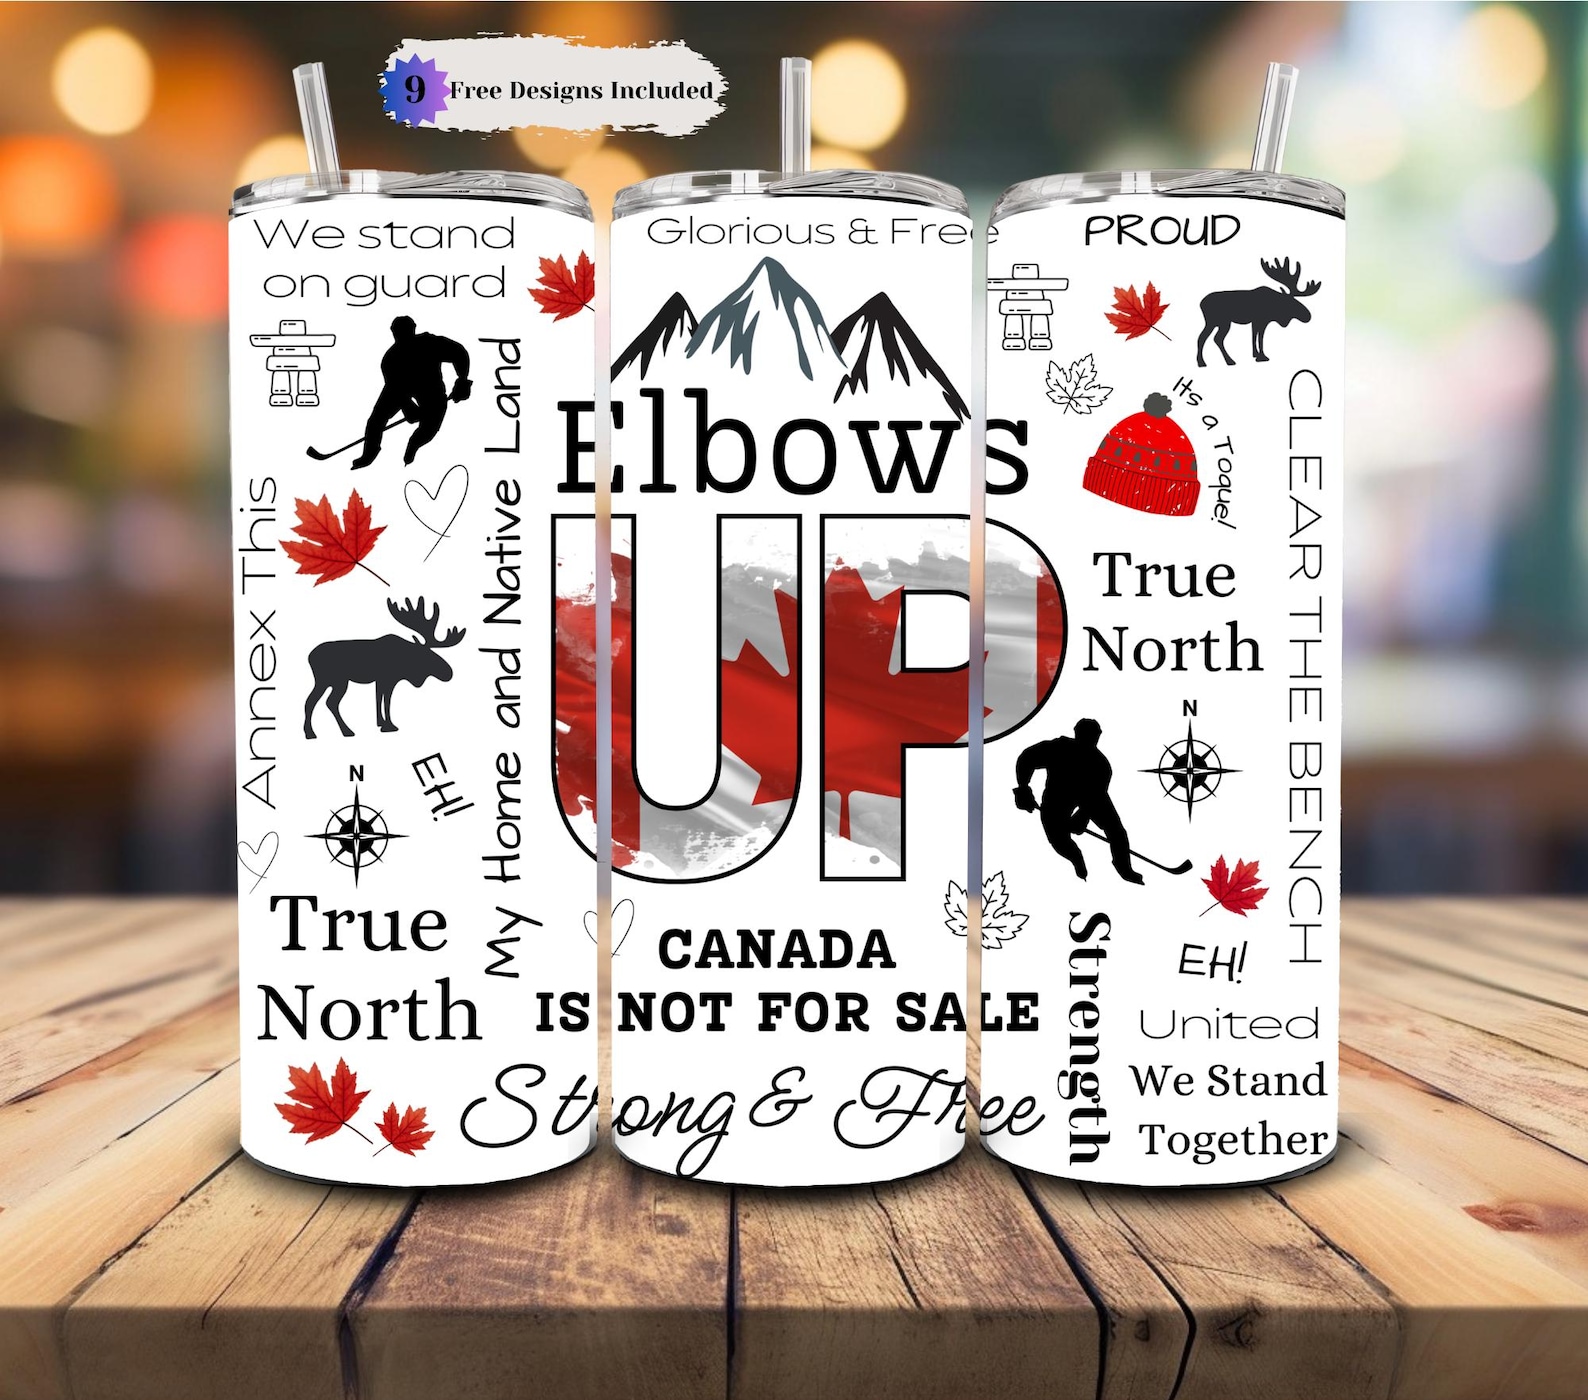 9 Free Designs Included
We stand
on guard
Annex This
My Home and Native Land
EH!
N
True
North
Glorious & Free
Elbows
UP
CANADA
IS NOT FOR SALE
Strong & Free
PROUD
Its a Toque!
CLEAR THE BENCH
True
North
N
Strength
EH!
United
We Stand
Together